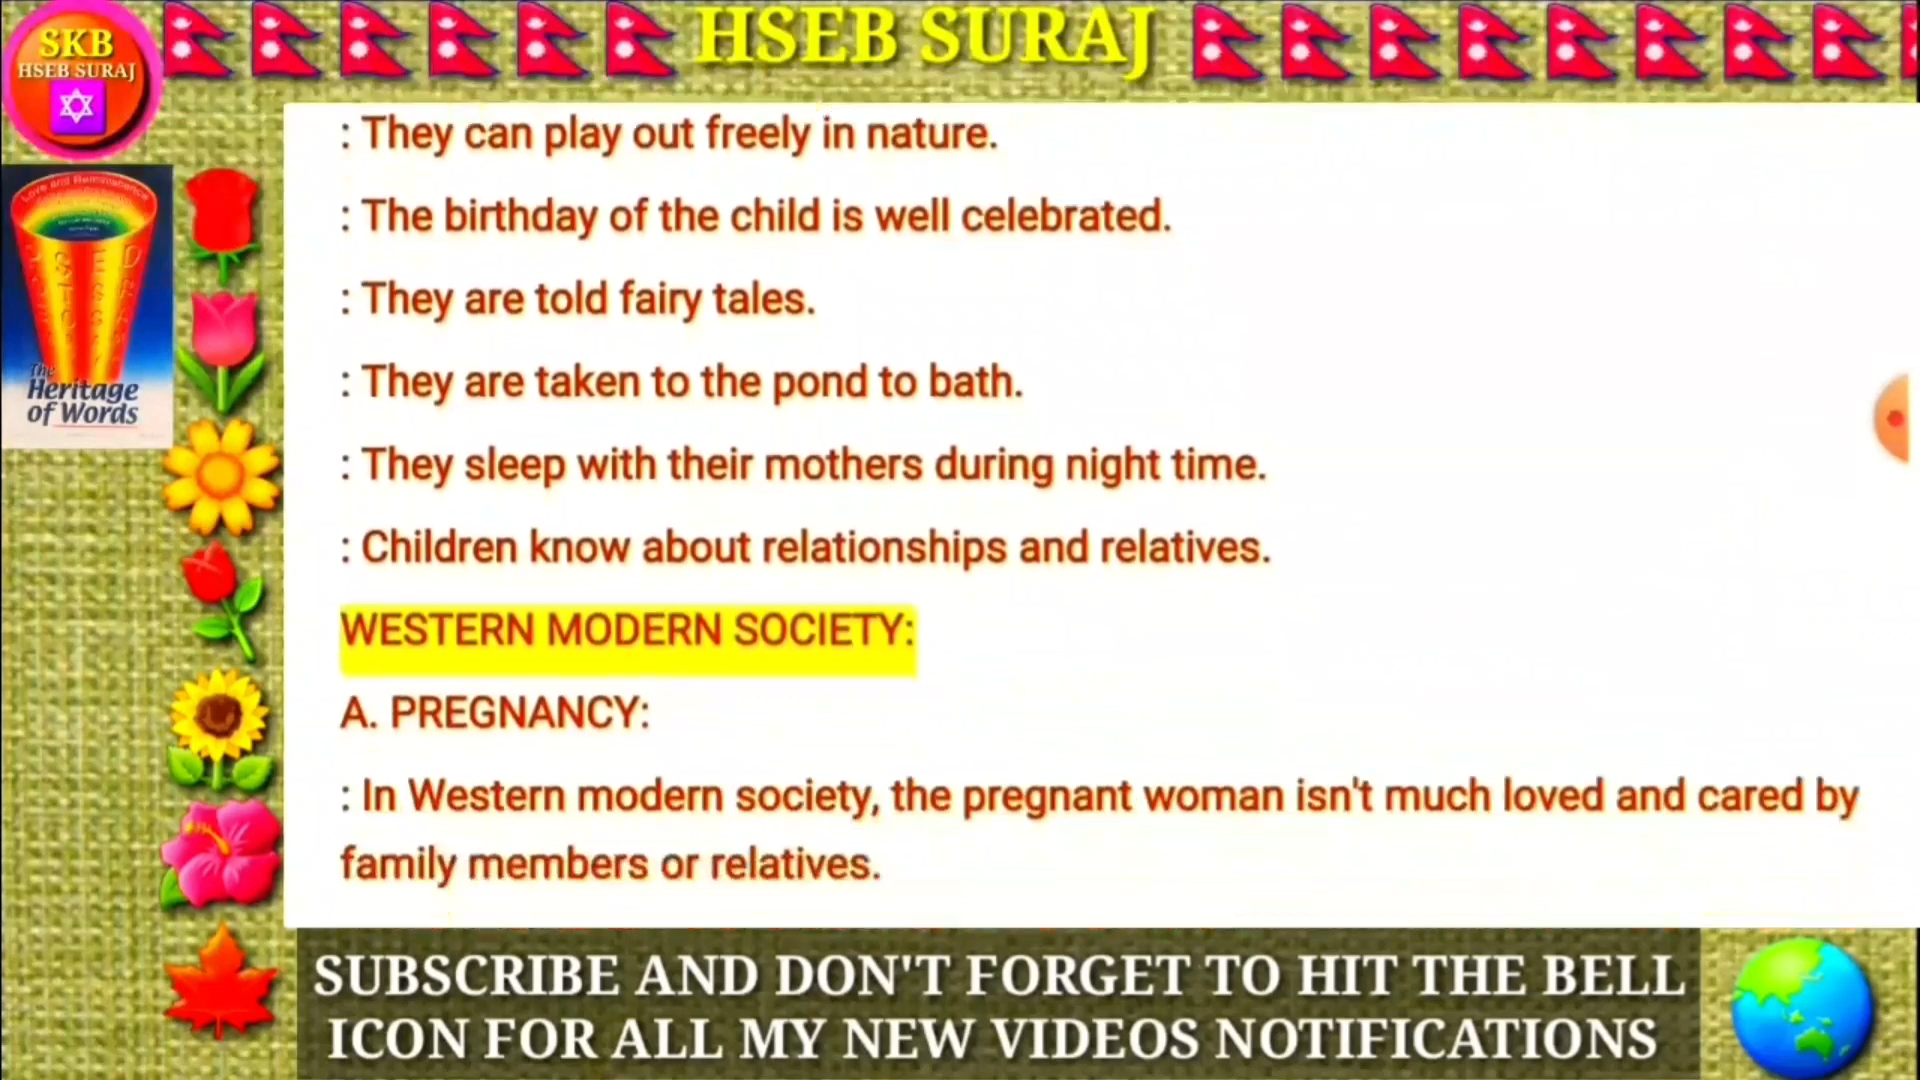 SKB
HSEB SURAJ
HSEB SURAJ
Love and Reminiscence
The
Heritage
of Words
: They can play out freely in nature.
: The birthday of the child is well celebrated.
: They are told fairy tales.
: They are taken to the pond to bath.
: They sleep with their mothers during night time.
: Children know about relationships and relatives.
WESTERN MODERN SOCIETY:
A. PREGNANCY:
: In Western modern society, the pregnant woman isn't much loved and cared by
family members or relatives.
SUBSCRIBE AND DON'T FORGET TO HIT THE BELL
ICON FOR ALL MY NEW VIDEOS NOTIFICATIONS